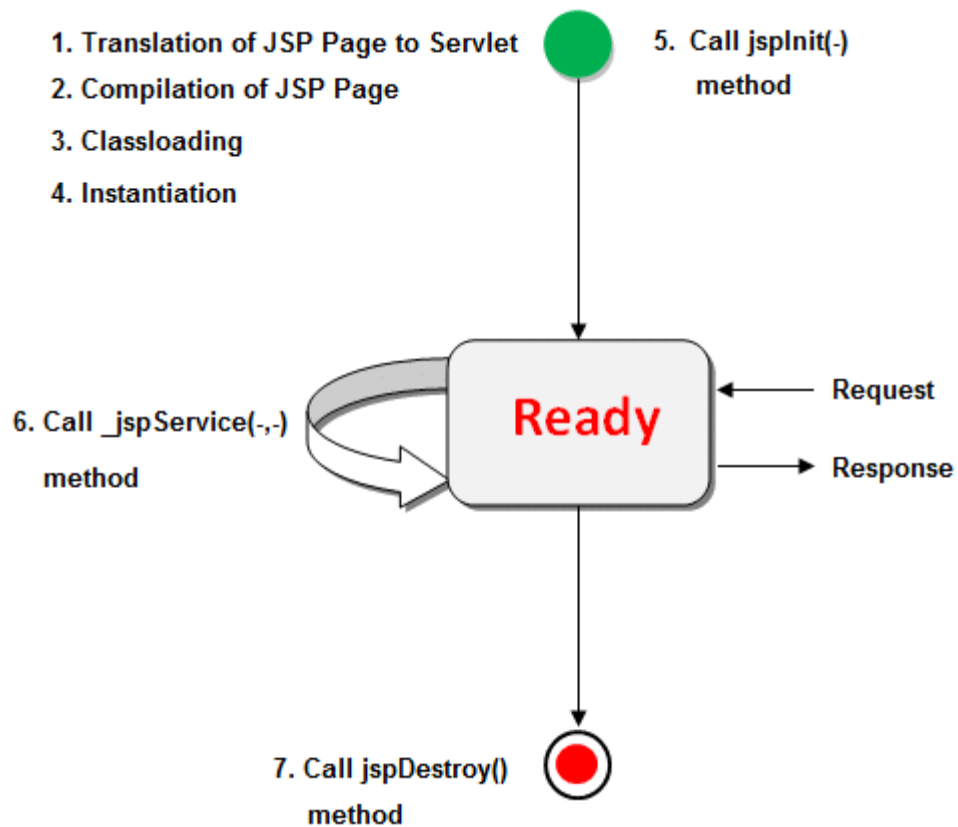 1. Translation of JSP Page to Servlet
2. Compilation of JSP Page
3. Classloading
4. Instantiation
5. Call jspInit(-)
method
Ready
Request
Response
6. Call _jspService(-,-)
method
7. Call jspDestroy()
method